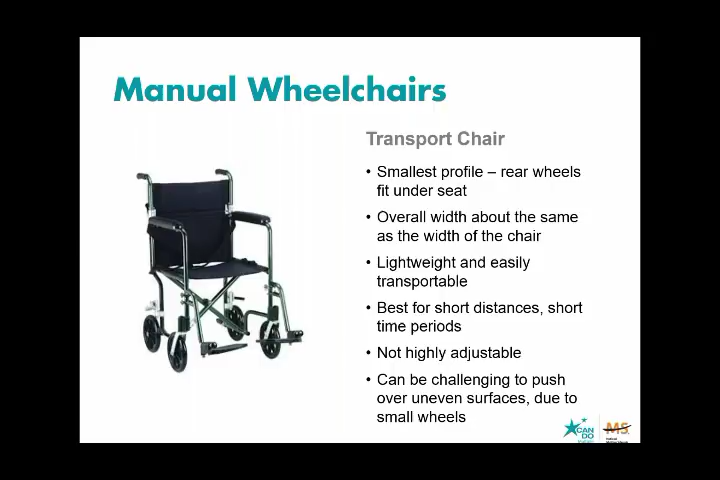 Manual Wheelchairs
Transport Chair
• Smallest profile – rear wheels
fit under seat
• Overall width about the same
as the width of the chair
• Lightweight and easily
transportable
• Best for short distances, short
time periods
• Not highly adjustable
• Can be challenging to push
over uneven surfaces, due to
small wheels
CAN
DO
MS